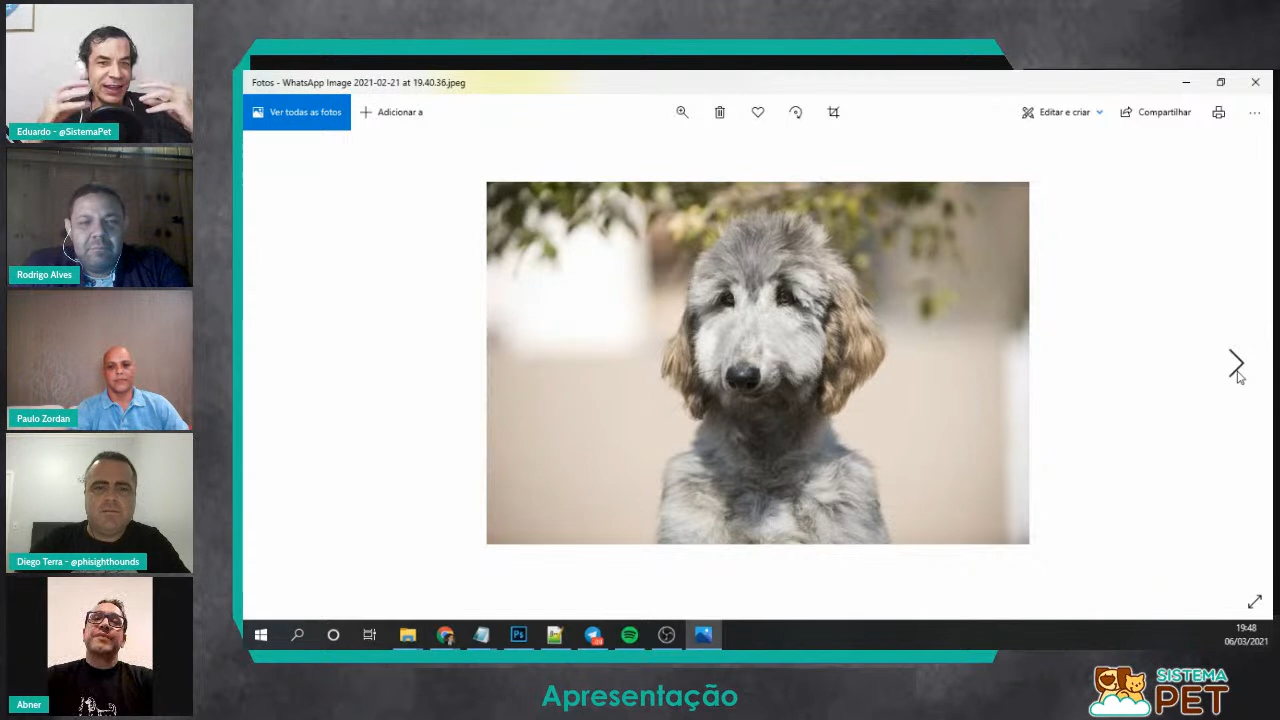 Eduardo - @SistemaPet
Rodrigo Alves
Paulo Zordan
Diego Terra - @phisighthounds
Abner
Fotos - WhatsApp Image 2021-02-21 at 19.40.36.jpeg
Ver todas as fotos
Adicionar a
Editar e criar
Compartilhar
Ps
19:48
06/03/2021
Apresentação
SISTEMA
PET